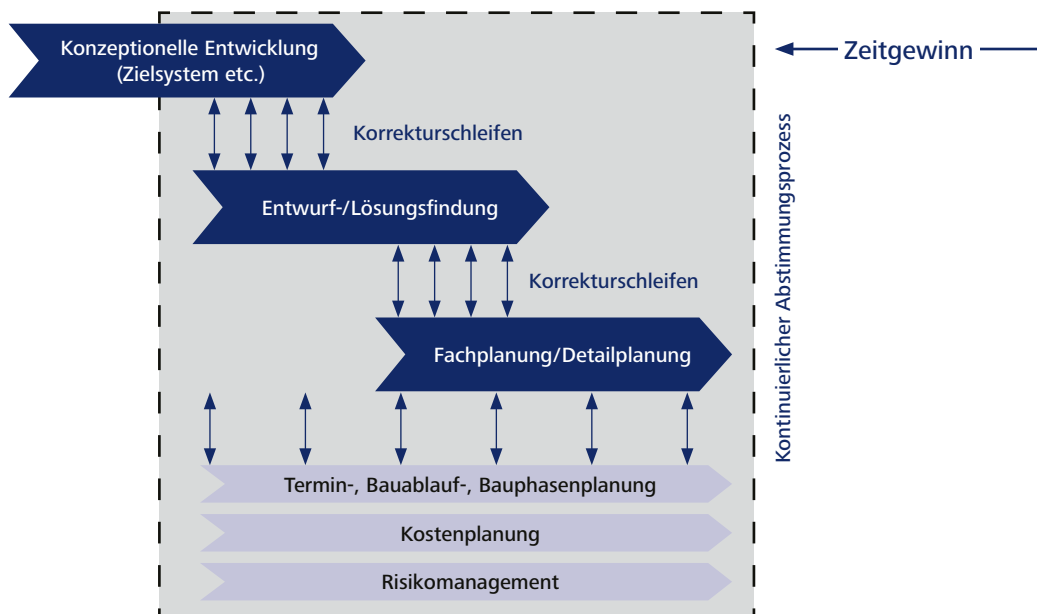 Konzeptionelle Entwicklung
(Zielsystem etc.)
Zeitgewinn
Korrekturschleifen
Entwurf-/Lösungsfindung
Korrekturschleifen
Fachplanung/Detailplanung
Kontinuierlicher Abstimmungsprozess
Termin-, Bauablauf-, Bauphasenplanung
Kostenplanung
Risikomanagement